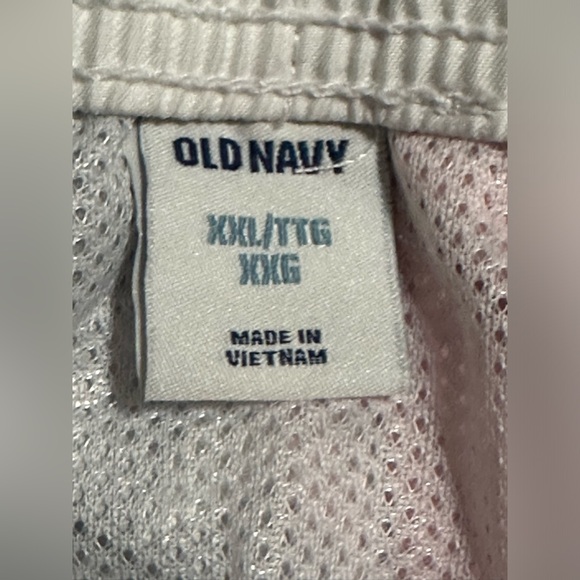 OLD NAVY
XXL/TTG
XXG
MADE IN
VIETNAM